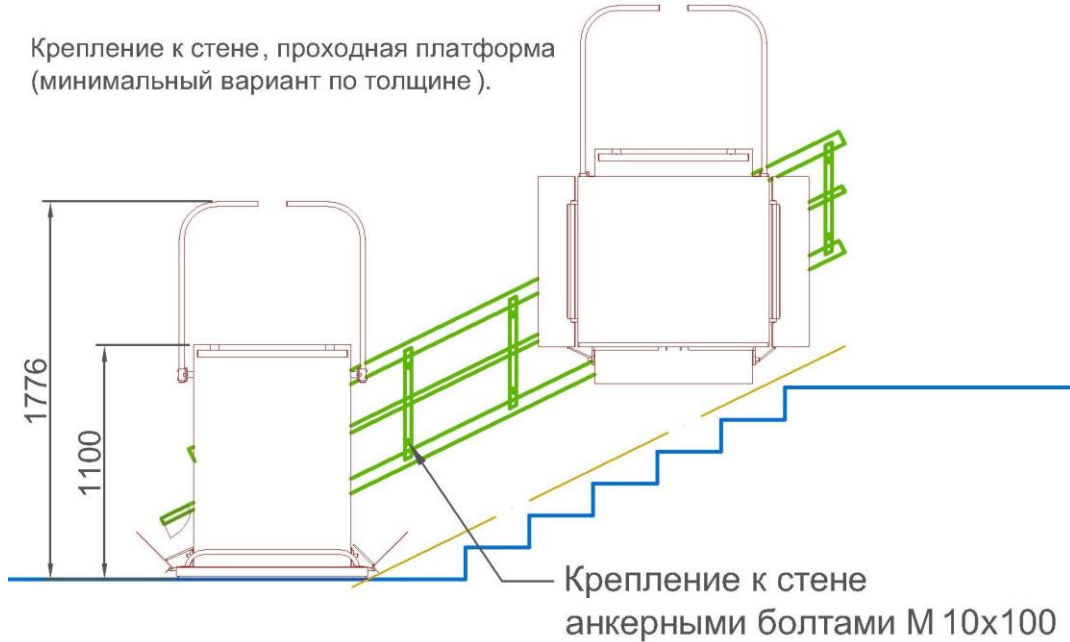 Крепление к стене, проходная платформа
(минимальный вариант по толщине ).
1776
1100
Крепление к стене
анкерными болтами М 10х100